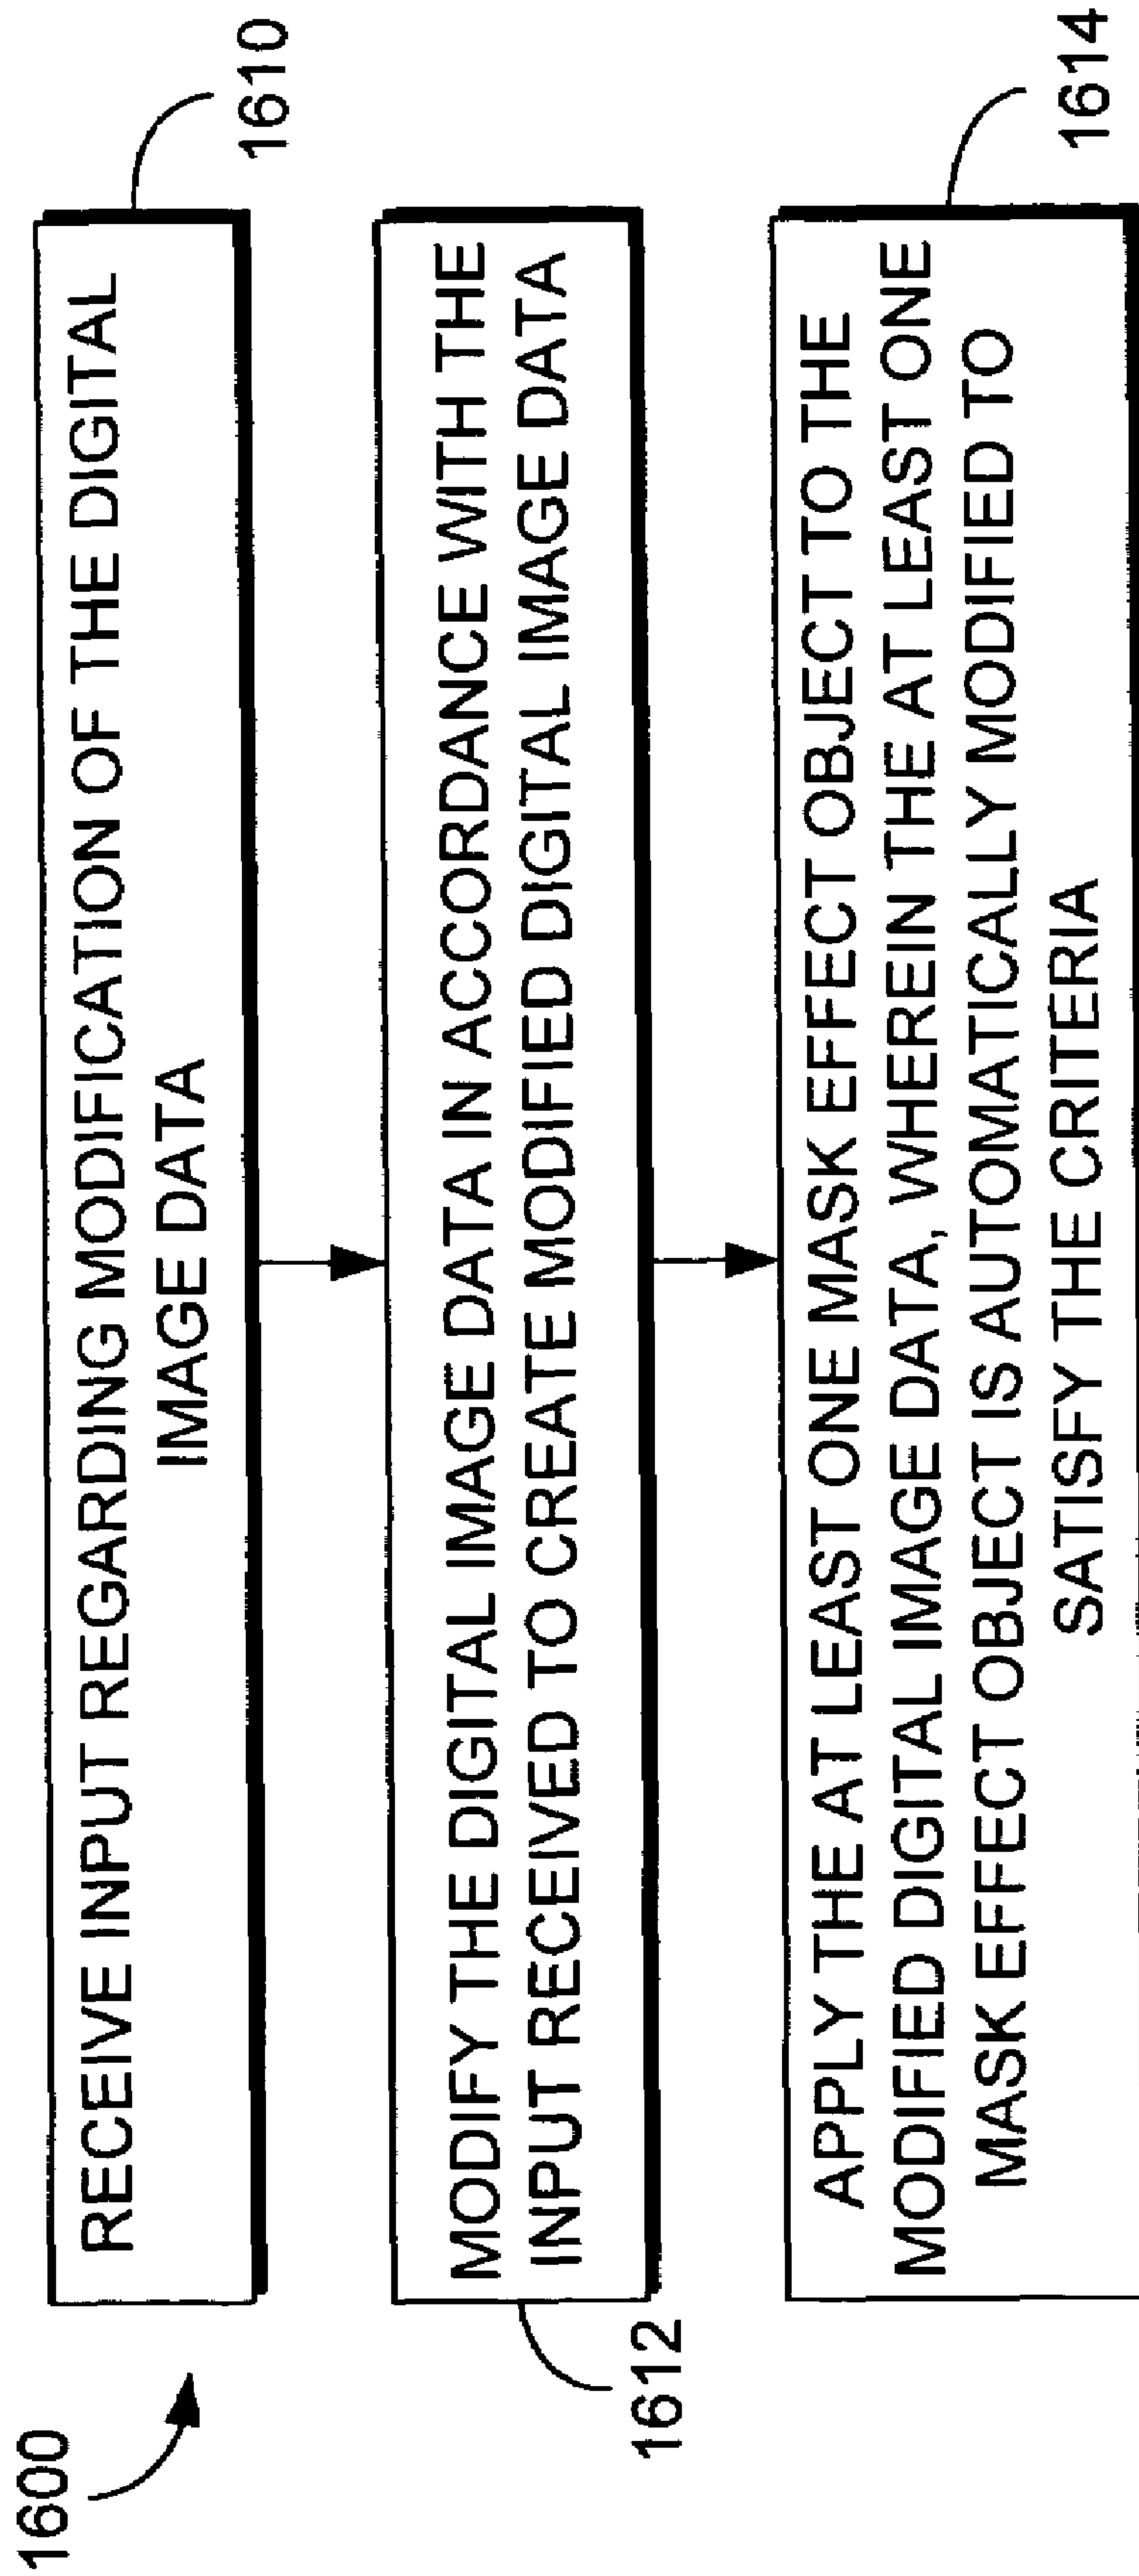 1600
RECEIVE INPUT REGARDING MODIFICATION OF THE DIGITAL
IMAGE DATA
1610
MODIFY THE DIGITAL IMAGE DATA IN ACCORDANCE WITH THE
INPUT RECEIVED TO CREATE MODIFIED DIGITAL IMAGE DATA
1612
APPLY THE AT LEAST ONE MASK EFFECT OBJECT TO THE
MODIFIED DIGITAL IMAGE DATA, WHEREIN THE AT LEAST ONE
MASK EFFECT OBJECT IS AUTOMATICALLY MODIFIED TO
SATISFY THE CRITERIA
1614